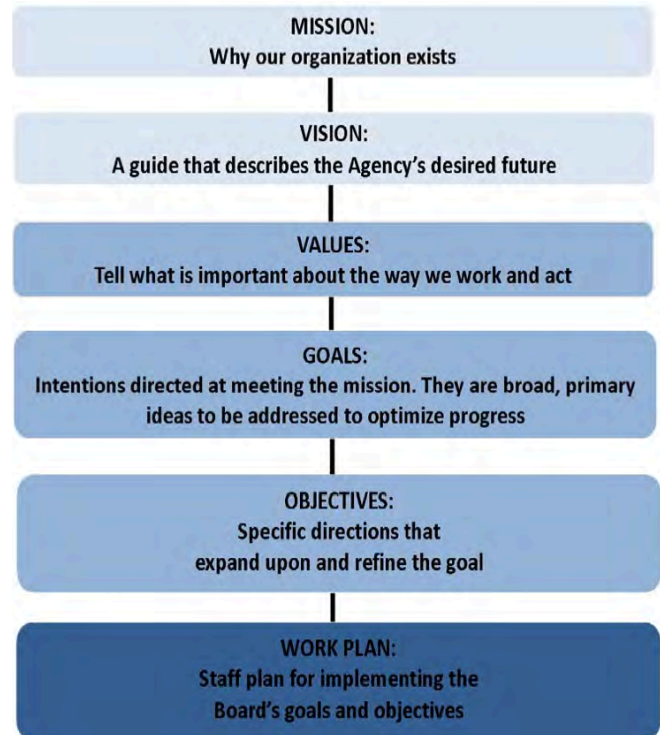 MISSION:
Why our organization exists
VISION:
A guide that describes the Agency's desired future
VALUES:
Tell what is important about the way we work and act
GOALS:
Intentions directed at meeting the mission. They are broad, primary
ideas to be addressed to optimize progress
OBJECTIVES:
Specific directions that
expand upon and refine the goal
WORK PLAN:
Staff plan for implementing the
Board's goals and objectives